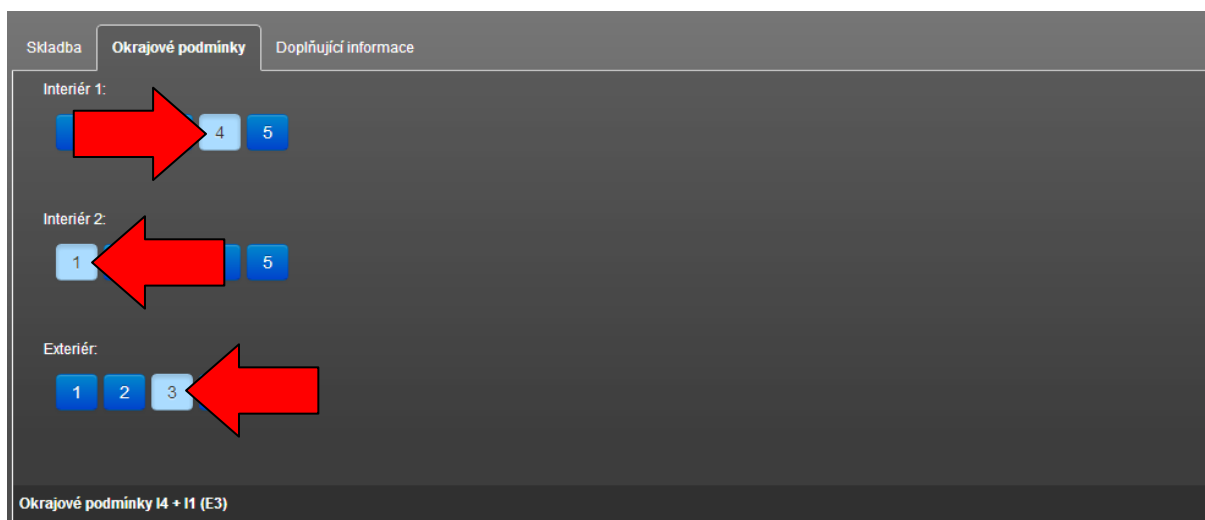 Skladba Okrajové podmínky Doplňující informace
Interiér 1:
4 5
Interiér 2:
1 5
Exteriér:
1 2 3
Okrajové podmínky I4 + I1 (E3)